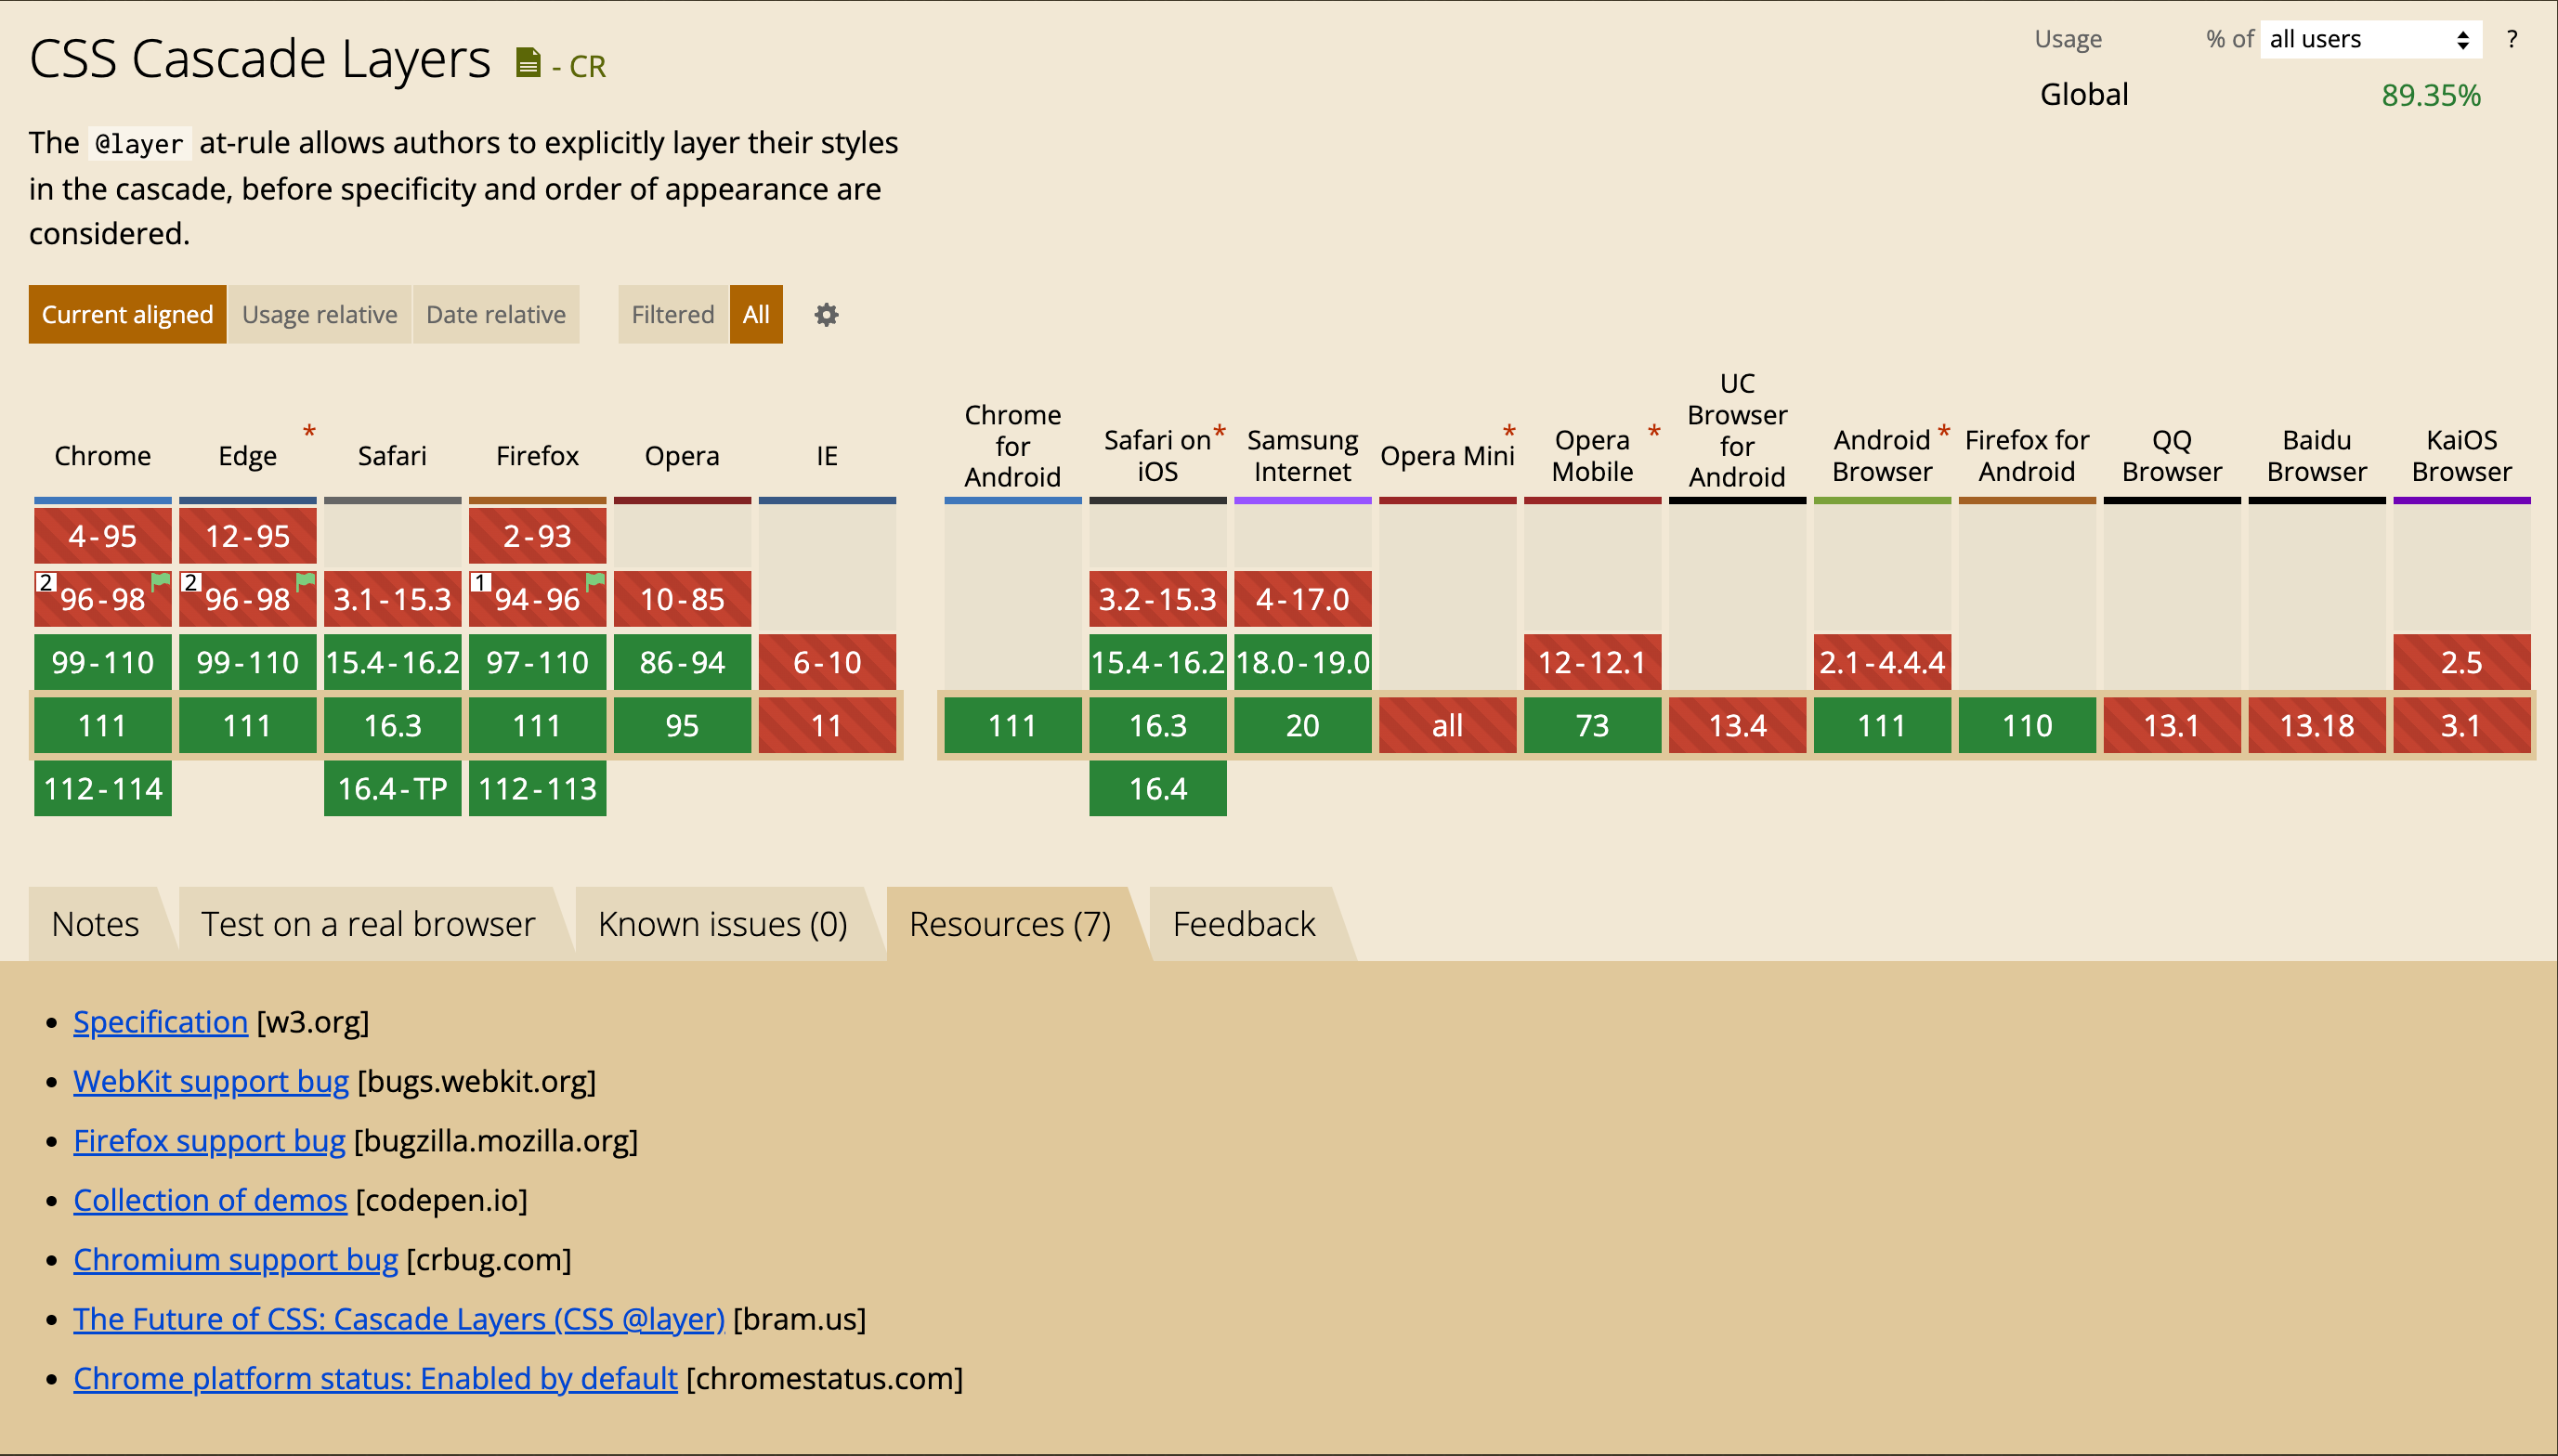 CSS Cascade Layers - CR
Usage % of all users ?
Global 89.35%
The @layer at-rule allows authors to explicitly layer their styles
in the cascade, before specificity and order of appearance are
considered.
Current aligned Usage relative Date relative Filtered All
Chrome Edge * Safari Firefox Opera IE
Chrome for Android
Safari on iOS *
Samsung Internet
Opera Mini *
Opera Mobile *
UC Browser for Android
Android Browser *
Firefox for Android
QQ Browser
Baidu Browser
KaiOS Browser
4-95 12-95 2-93
2 96-98 2 96-98 3.1-15.3 1 94-96 10-85 3.2-15.3 4-17.0
99-110 99-110 15.4-16.2 97-110 86-94 6-10 15.4-16.2 18.0-19.0 12-12.1 2.1-4.4.4 2.5
111 111 16.3 111 95 11 111 16.3 20 all 73 13.4 111 110 13.1 13.18 3.1
112-114 16.4-TP 112-113 16.4
Notes Test on a real browser Known issues (0) Resources (7) Feedback
• Specification [w3.org]
• WebKit support bug [bugs.webkit.org]
• Firefox support bug [bugzilla.mozilla.org]
• Collection of demos [codepen.io]
• Chromium support bug [crbug.com]
• The Future of CSS: Cascade Layers (CSS @layer) [bram.us]
• Chrome platform status: Enabled by default [chromestatus.com]